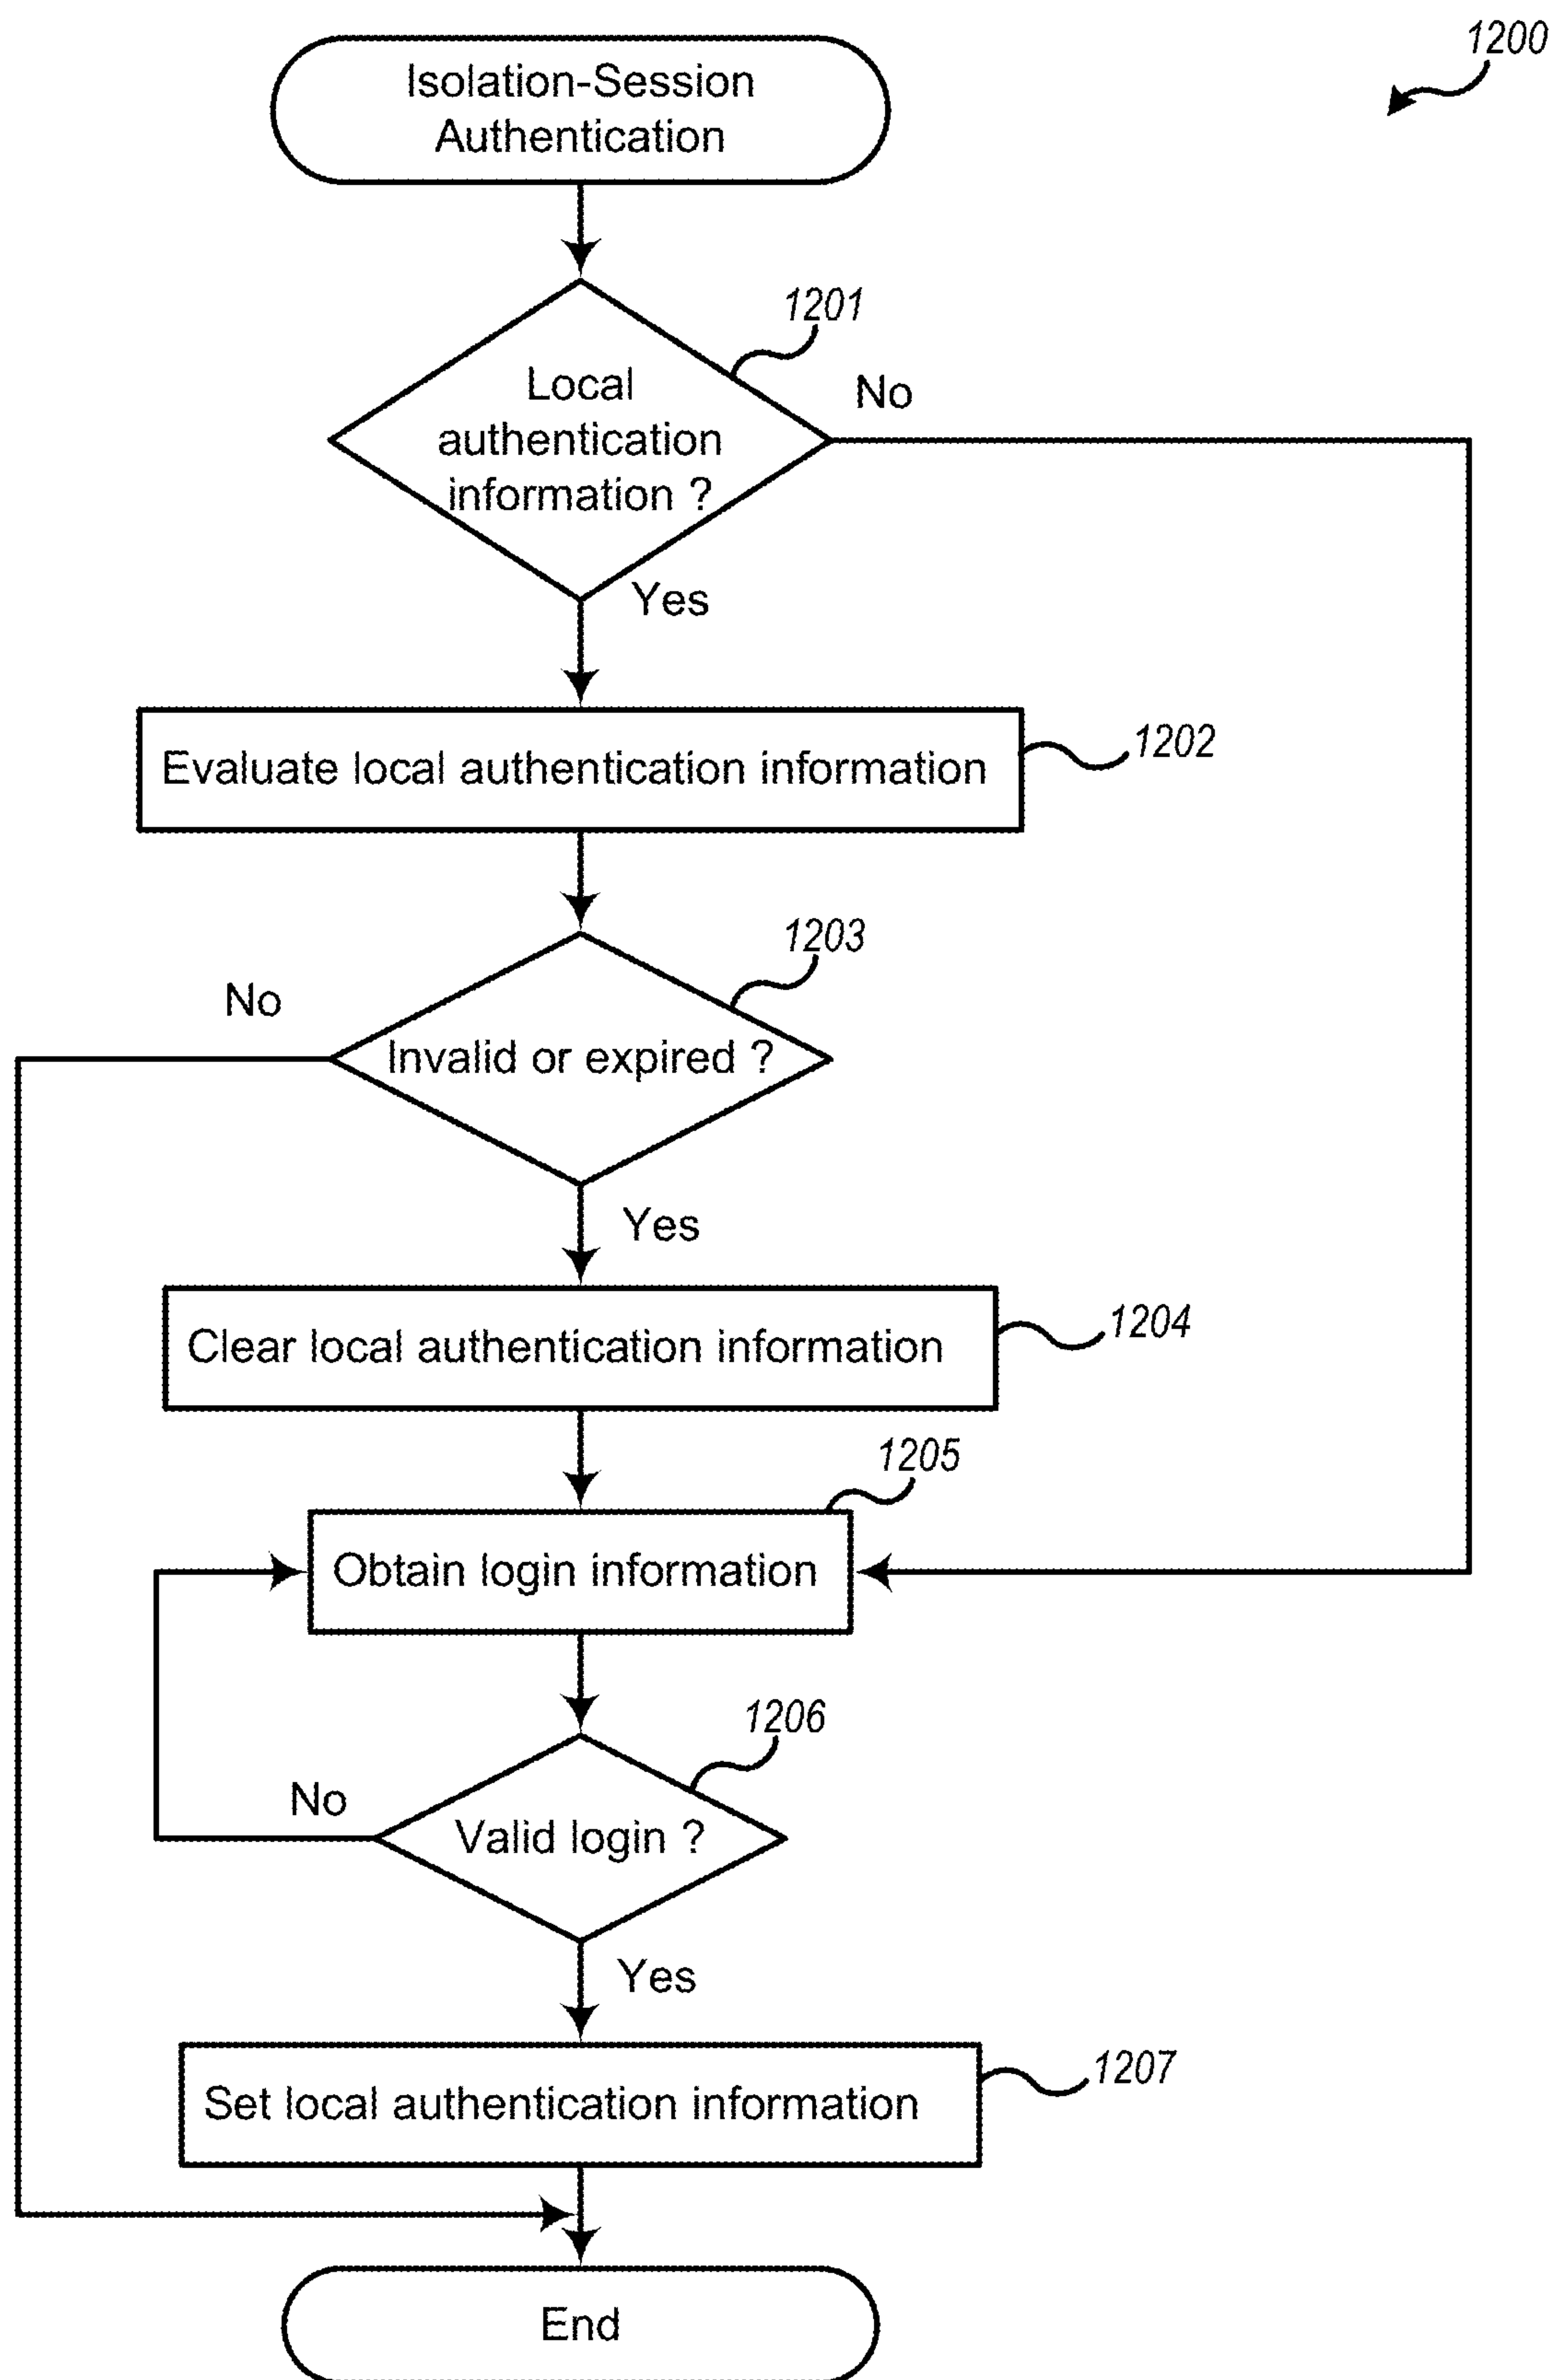 1200
Isolation-Session
Authentication
1201
Local
authentication
information ?
No
Yes
Evaluate local authentication information
1202
1203
No
Invalid or expired ?
Yes
Clear local authentication information
1204
1205
Obtain login information
1206
No
Valid login ?
Yes
Set local authentication information
1207
End